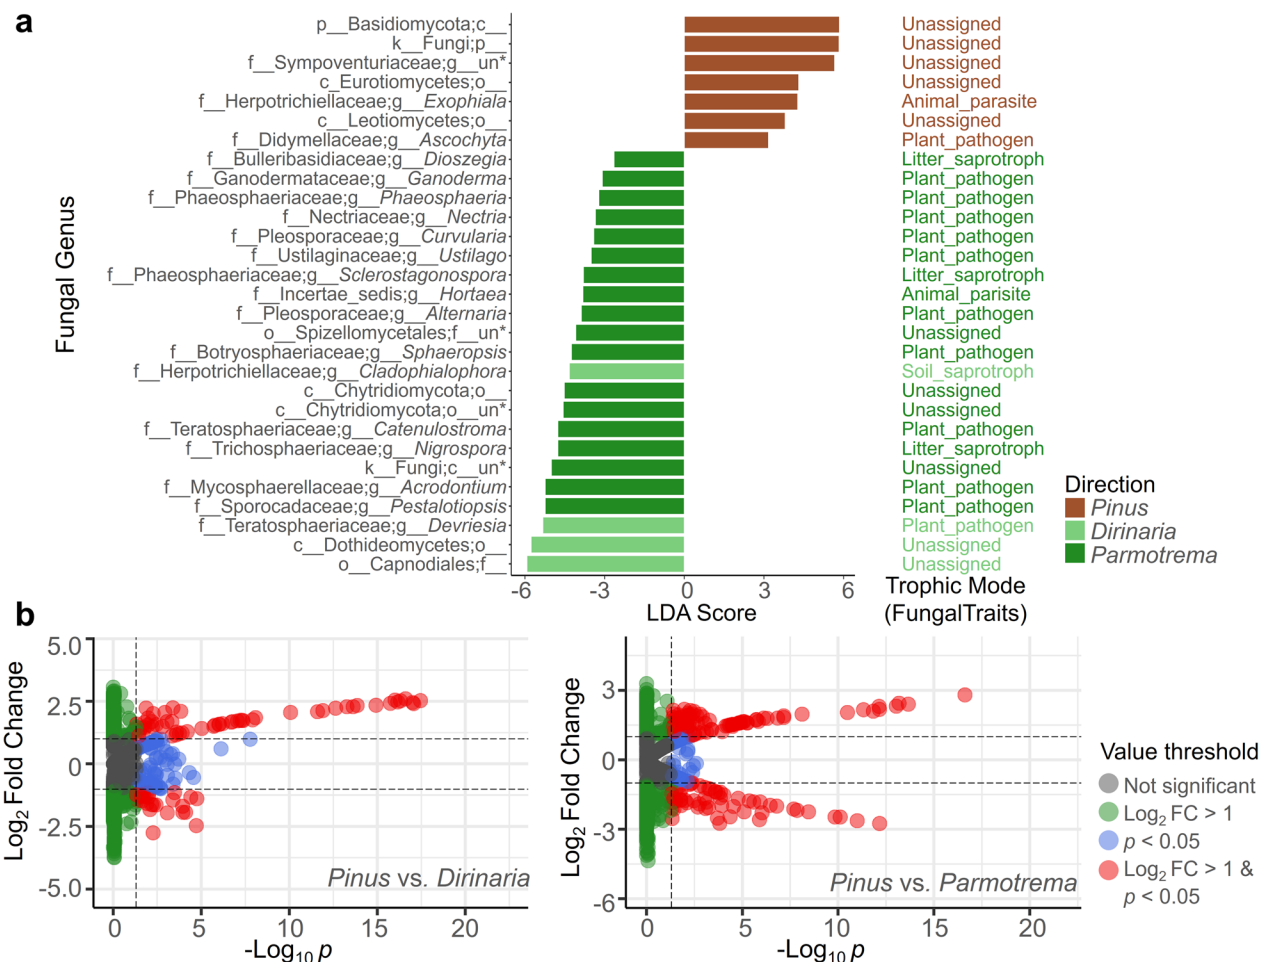 a
p__Basidiomycota;c__ Unassigned
k__Fungi;p__ Unassigned
f__Sympoventuriaceae;g__un* Unassigned
c_Eurotiomycetes;o__ Unassigned
f__Herpotrichiellaceae;g__Exophiala Animal_parasite
c__Leotiomycetes;o__ Unassigned
f__Didymellaceae;g__Ascochyta Plant_pathogen
f__Bulleribasidiaceae;g__Dioszegia Litter_saprotroph
f__Ganodermataceae;g__Ganoderma Plant_pathogen
f__Phaeosphaeriaceae;g__Phaeosphaeria Plant_pathogen
f__Nectriaceae;g__Nectria Plant_pathogen
f__Pleosporaceae;g__Curvularia Plant_pathogen
f__Ustilaginaceae;g__Ustilago Plant_pathogen
f__Phaeosphaeriaceae;g__Sclerostagonospora Litter_saprotroph
f__Incertae_sedis;g__Hortaea Animal_parisite
f__Pleosporaceae;g__Alternaria Plant_pathogen
o__Spizellomycetales;f__un* Unassigned
f__Botryosphaeriaceae;g__Sphaeropsis Plant_pathogen
f__Herpotrichiellaceae;g__Cladophialophora Soil_saprotroph
c__Chytridiomycota;o__ Unassigned
c__Chytridiomycota;o__un* Unassigned
f__Teratosphaeriaceae;g__Catenulostroma Plant_pathogen
f__Trichosphaeriaceae;g__Nigrospora Litter_saprotroph
k__Fungi;c__un* Unassigned
f__Mycosphaerellaceae;g__Acrodontium Plant_pathogen
f__Sporocadaceae;g__Pestalotiopsis Plant_pathogen
f__Teratosphaeriaceae;g__Devriesia Plant_pathogen
c__Dothideomycetes;o__ Unassigned
o__Capnodiales;f__ Unassigned
Fungal Genus
-6 -3 0 3 6
LDA Score
Trophic Mode
(FungalTraits)
Direction
Pinus
Dirinaria
Parmotrema
b
Log2 Fold Change
5.0
2.5
0
-2.5
-5.0
Pinus vs. Dirinaria
0 5 10 15 20
-Log10 p
Log2 Fold Change
3
0
-3
-6
Pinus vs. Parmotrema
0 5 10 15 20
-Log10 p
Value threshold
Not significant
Log2 FC > 1
p < 0.05
Log2 FC > 1 &
p < 0.05